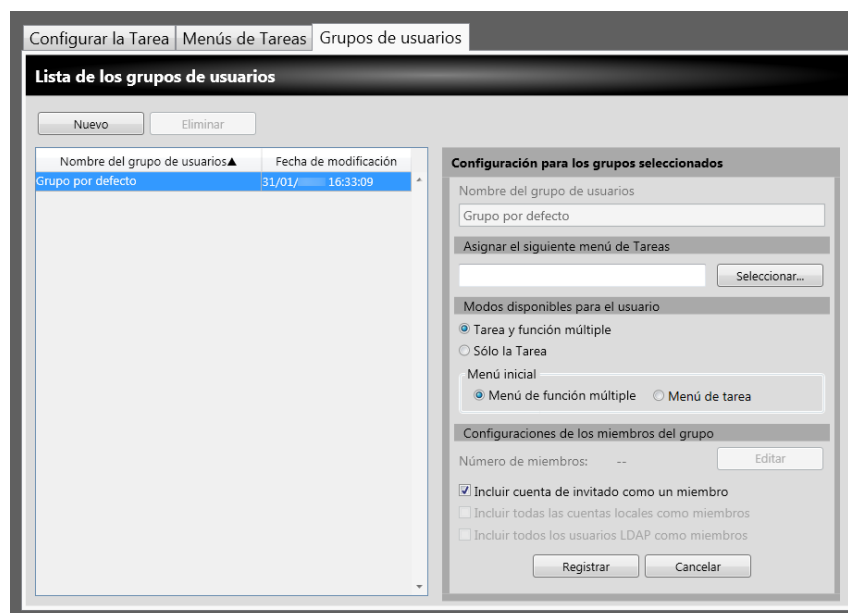 Configurar la Tarea Menús de Tareas Grupos de usuarios
Lista de los grupos de usuarios
Nuevo Eliminar
Nombre del grupo de usuarios▲ Fecha de modificación
Grupo por defecto 31/01/ 16:33:09
Configuración para los grupos seleccionados
Nombre del grupo de usuarios
Grupo por defecto
Asignar el siguiente menú de Tareas
Seleccionar...
Modos disponibles para el usuario
Tarea y función múltiple
Sólo la Tarea
Menú inicial
Menú de función múltiple Menú de tarea
Configuraciones de los miembros del grupo
Número de miembros: -- Editar
Incluir cuenta de invitado como un miembro
Incluir todas las cuentas locales como miembros
Incluir todos los usuarios LDAP como miembros
Registrar Cancelar